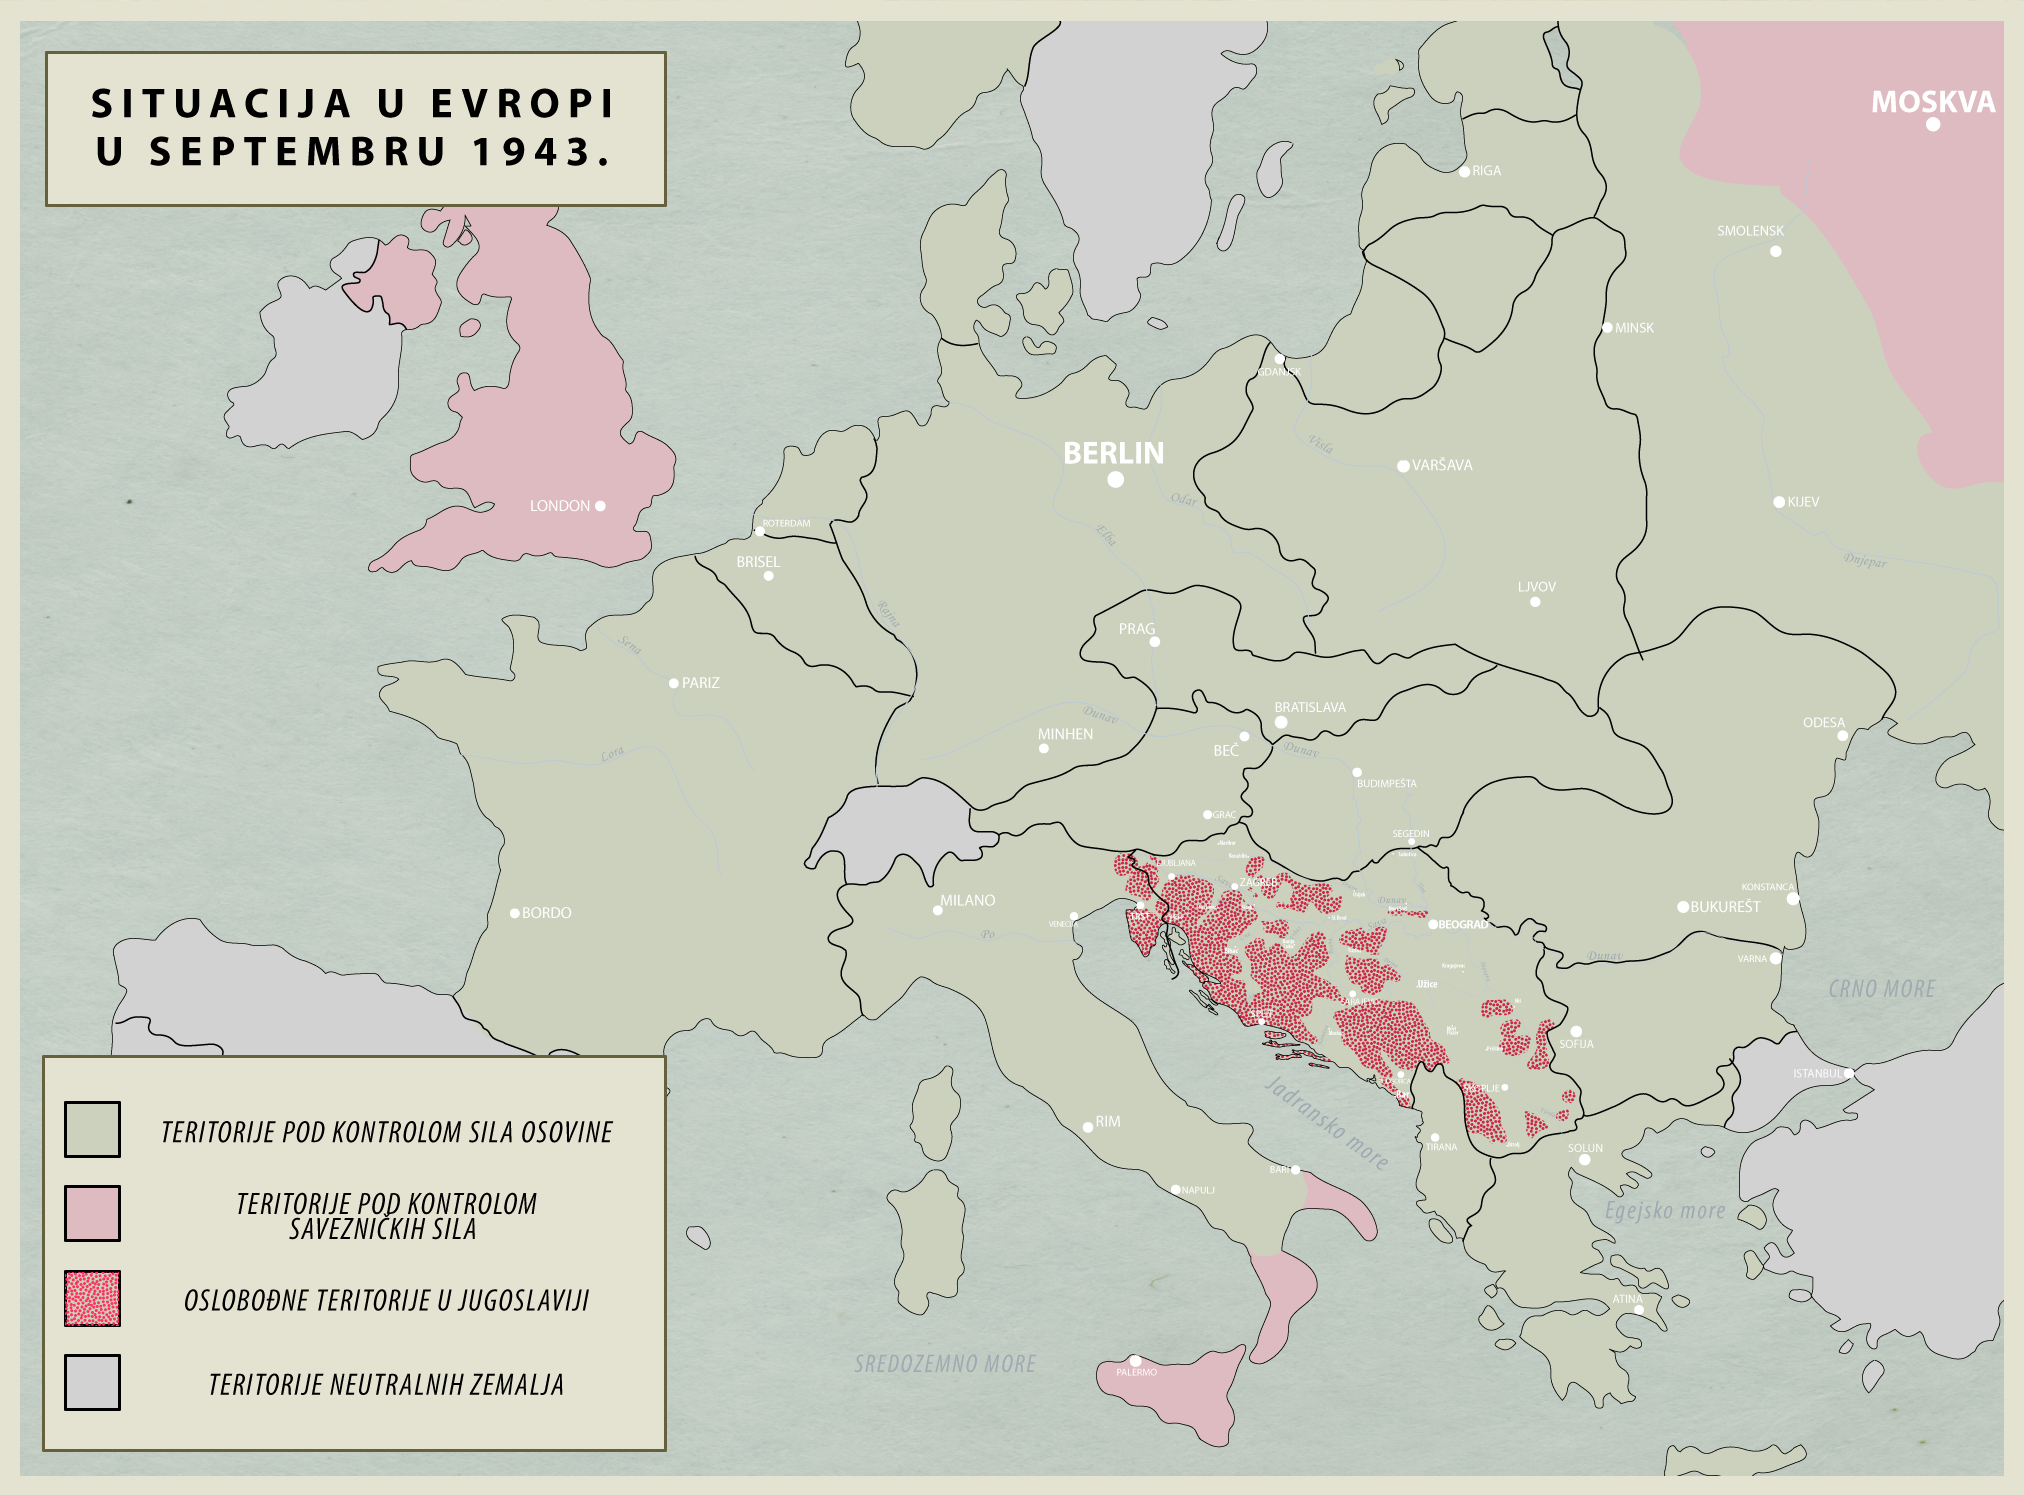 SITUACIJA U EVROPI
U SEPTEMBRU 1943.
MOSKVA
RIGA
SMOLENSK
MINSK
GDANJSK
Visla
BERLIN
VARŠAVA
Odar
LONDON
KIJEV
ROTERDAM
Elba
BRISEL
Dnjepar
LJVOV
Rajna
PRAG
Sena
PARIZ
BRATISLAVA
Dunav
ODESA
MINHEN
BEČ
Dunav
Lora
BUDIMPEŠTA
GRAC
SEGEDIN
LJUBLJANA
ZAGREB
KONSTANCA
MILANO
Dunav
BUKUREŠT
BORDO
VENECIJA
BEOGRAD
Sava
Po
Dunav
VARNA
Užice
CRNO MORE
SOFIJA
ISTANBUL
Jadransko more
RIM
TIRANA
SOLUN
BARI
NAPULJ
Egejsko more
ATINA
SREDOZEMNO MORE
PALERMO
TERITORIJE POD KONTROLOM SILA OSOVINE
TERITORIJE POD KONTROLOM
SAVEZNIČKIH SILA
OSLOBOĐNE TERITORIJE U JUGOSLAVIJI
TERITORIJE NEUTRALNIH ZEMALJA